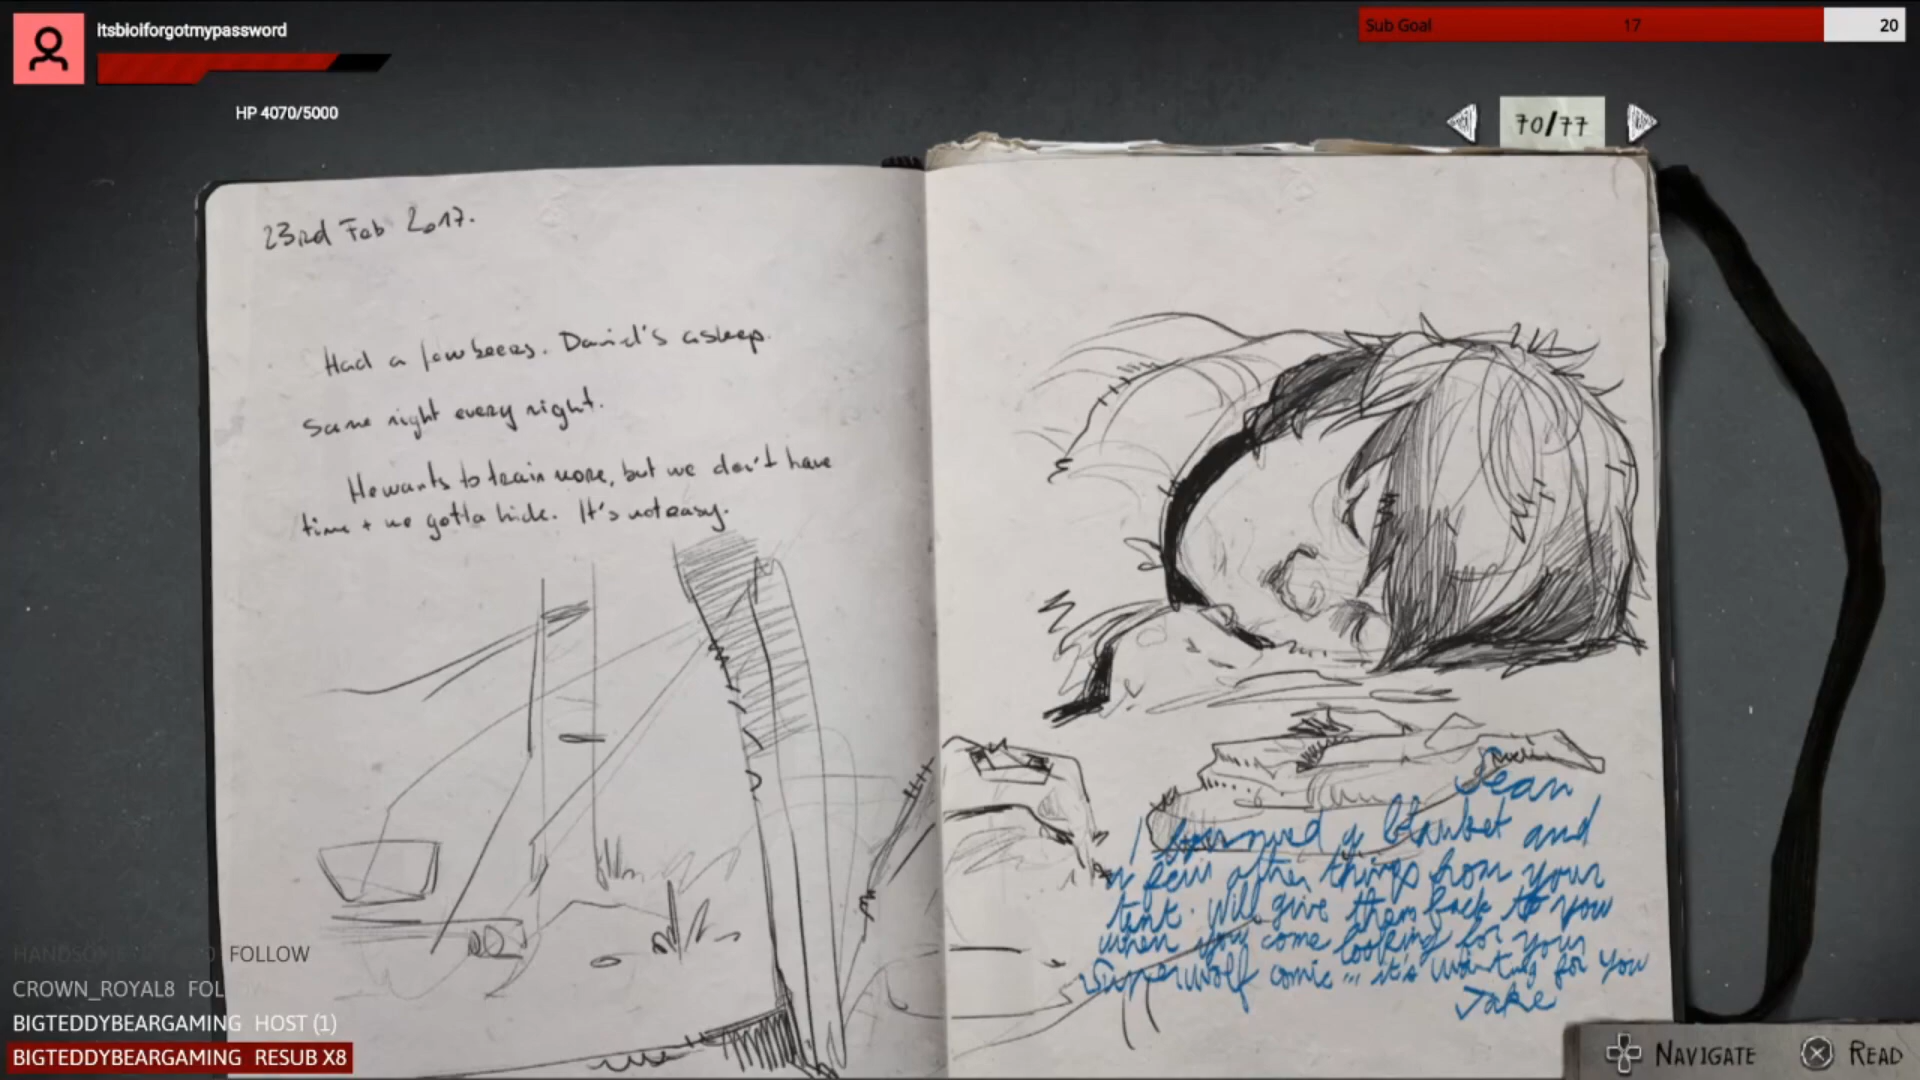 itsblolforgotmypassword
HP 4070/5000
Sub Goal 17 20
70/77
23rd Feb 2017.
Had a few beers. Daniel's asleep.
Same night every night.
He wants to train more, but we don't have
time + we gotta hide. It's not easy.
Sean
I borrowed a blanket and
a few other things from your
tent. Will give them back to you
when you come looking for your
Superwolf comic... it's waiting for you
Jake
FOLLOW
CROWN_ROYAL8 FOLLOW
BIGTEDDYBEARGAMING HOST (1)
BIGTEDDYBEARGAMING RESUB X8
NAVIGATE READ